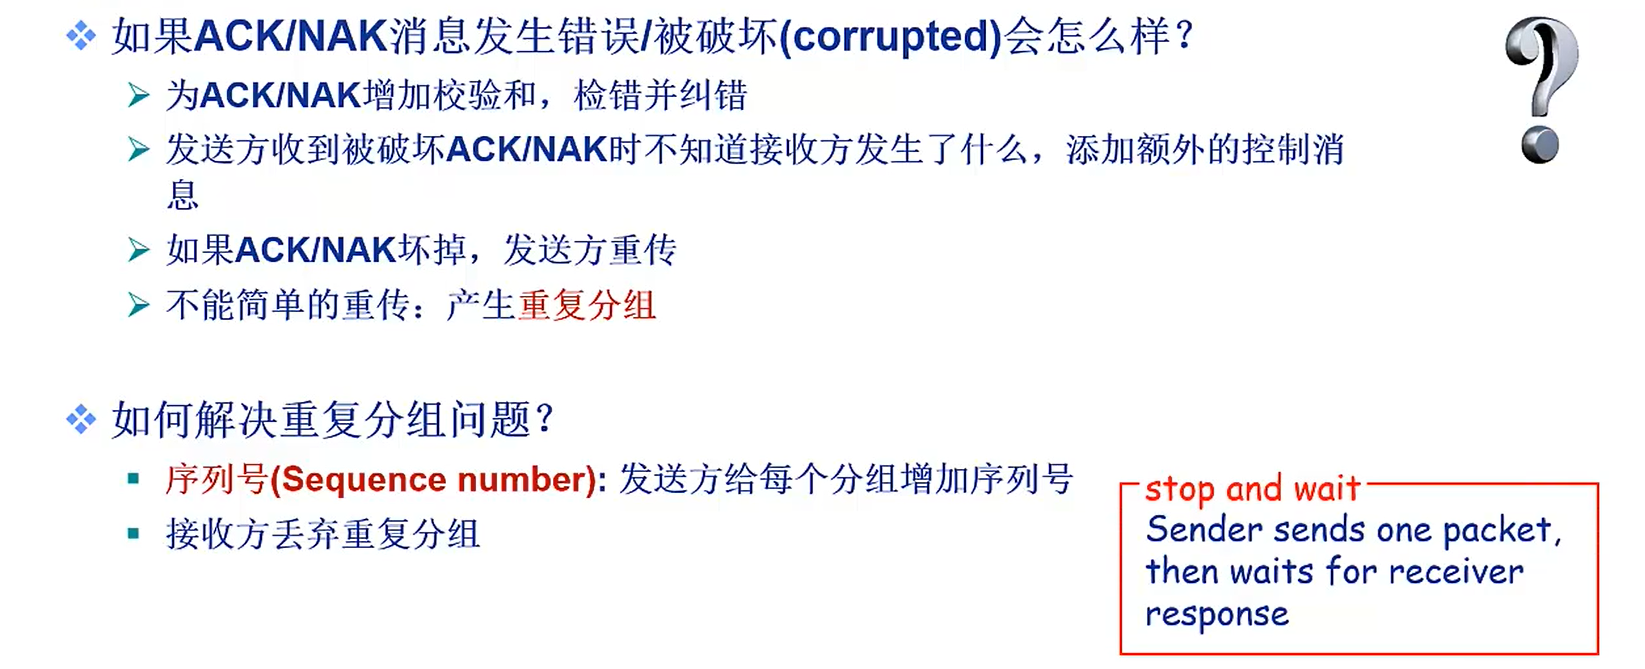 如果ACK/NAK消息发生错误/被破坏(corrupted)会怎么样？
为ACK/NAK增加校验和，检错并纠错
发送方收到被破坏ACK/NAK时不知道接收方发生了什么，添加额外的控制消
息
如果ACK/NAK坏掉，发送方重传
不能简单的重传：产生重复分组
如何解决重复分组问题？
序列号(Sequence number): 发送方给每个分组增加序列号
接收方丢弃重复分组
stop and wait
Sender sends one packet,
then waits for receiver
response